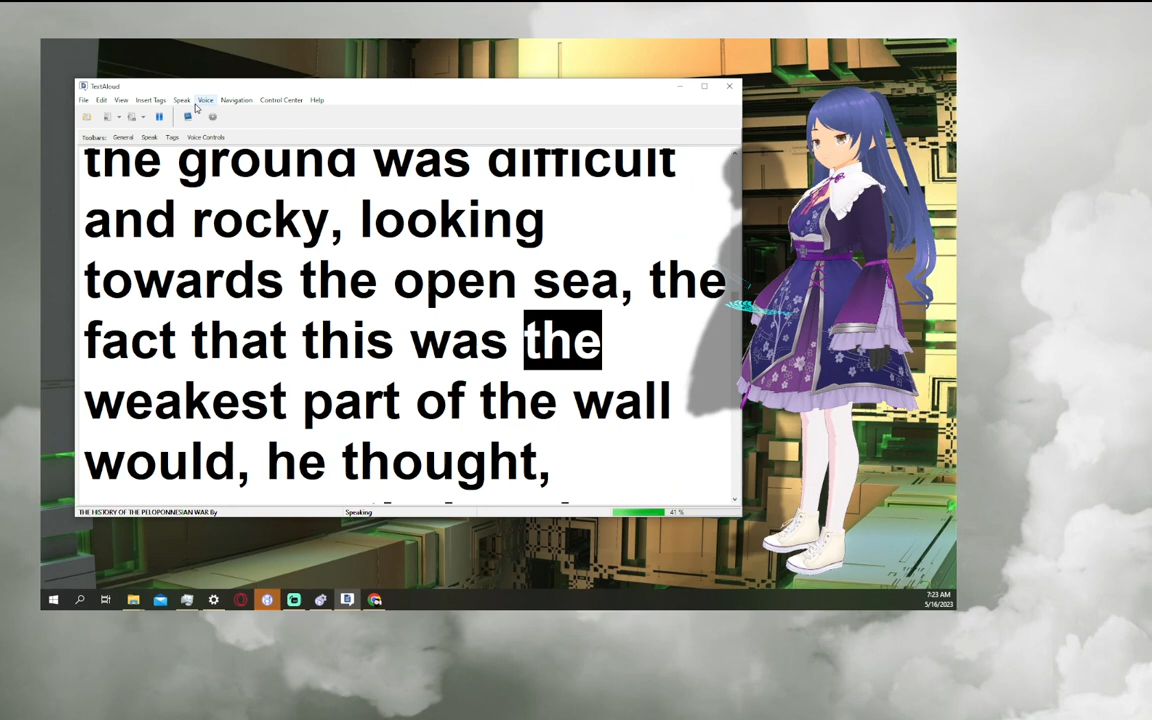 TextAloud
File Edit View Insert Tags Speak Voice Navigation Control Center Help
Toolbars: General Speak Tags Voice Controls
the ground was difficult
and rocky, looking
towards the open sea, the
fact that this was the
weakest part of the wall
would, he thought,
THE HISTORY OF THE PELOPONNESIAN WAR By Speaking 41 %
7:23 AM
5/16/2023